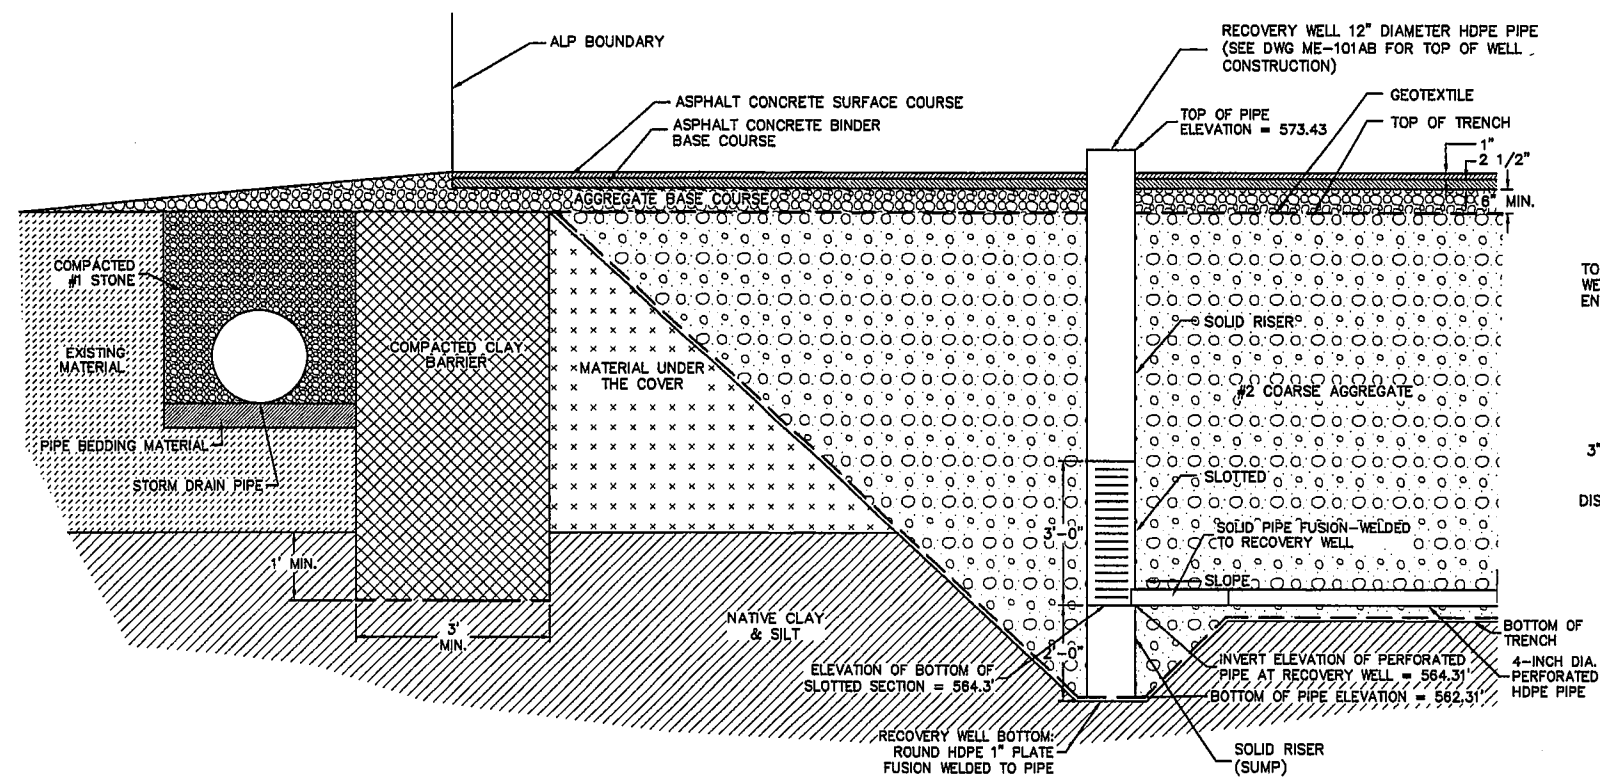 ALP BOUNDARY
RECOVERY WELL 12" DIAMETER HDPE PIPE
(SEE DWG ME-101AB FOR TOP OF WELL
CONSTRUCTION)
ASPHALT CONCRETE SURFACE COURSE
ASPHALT CONCRETE BINDER
BASE COURSE
TOP OF PIPE
ELEVATION = 573.43
GEOTEXTILE
TOP OF TRENCH
1"
2 1/2"
6" MIN.
AGGREGATE BASE COURSE
COMPACTED
#1 STONE
EXISTING
MATERIAL
COMPACTED CLAY
BARRIER
MATERIAL UNDER
THE COVER
SOLID RISER
#2 COARSE AGGREGATE
PIPE BEDDING MATERIAL
STORM DRAIN PIPE
SLOTTED
3'-0"
SOLID PIPE FUSION-WELDED
TO RECOVERY WELL
SLOPE
1' MIN.
3'
MIN.
NATIVE CLAY
& SILT
2'-0"
ELEVATION OF BOTTOM OF
SLOTTED SECTION = 564.3'
INVERT ELEVATION OF PERFORATED
PIPE AT RECOVERY WELL = 564.31'
BOTTOM OF PIPE ELEVATION = 562.31'
BOTTOM OF
TRENCH
4-INCH DIA.
PERFORATED
HDPE PIPE
RECOVERY WELL BOTTOM:
ROUND HDPE 1" PLATE
FUSION WELDED TO PIPE
SOLID RISER
(SUMP)
TO
WE
EN
3"
DIS